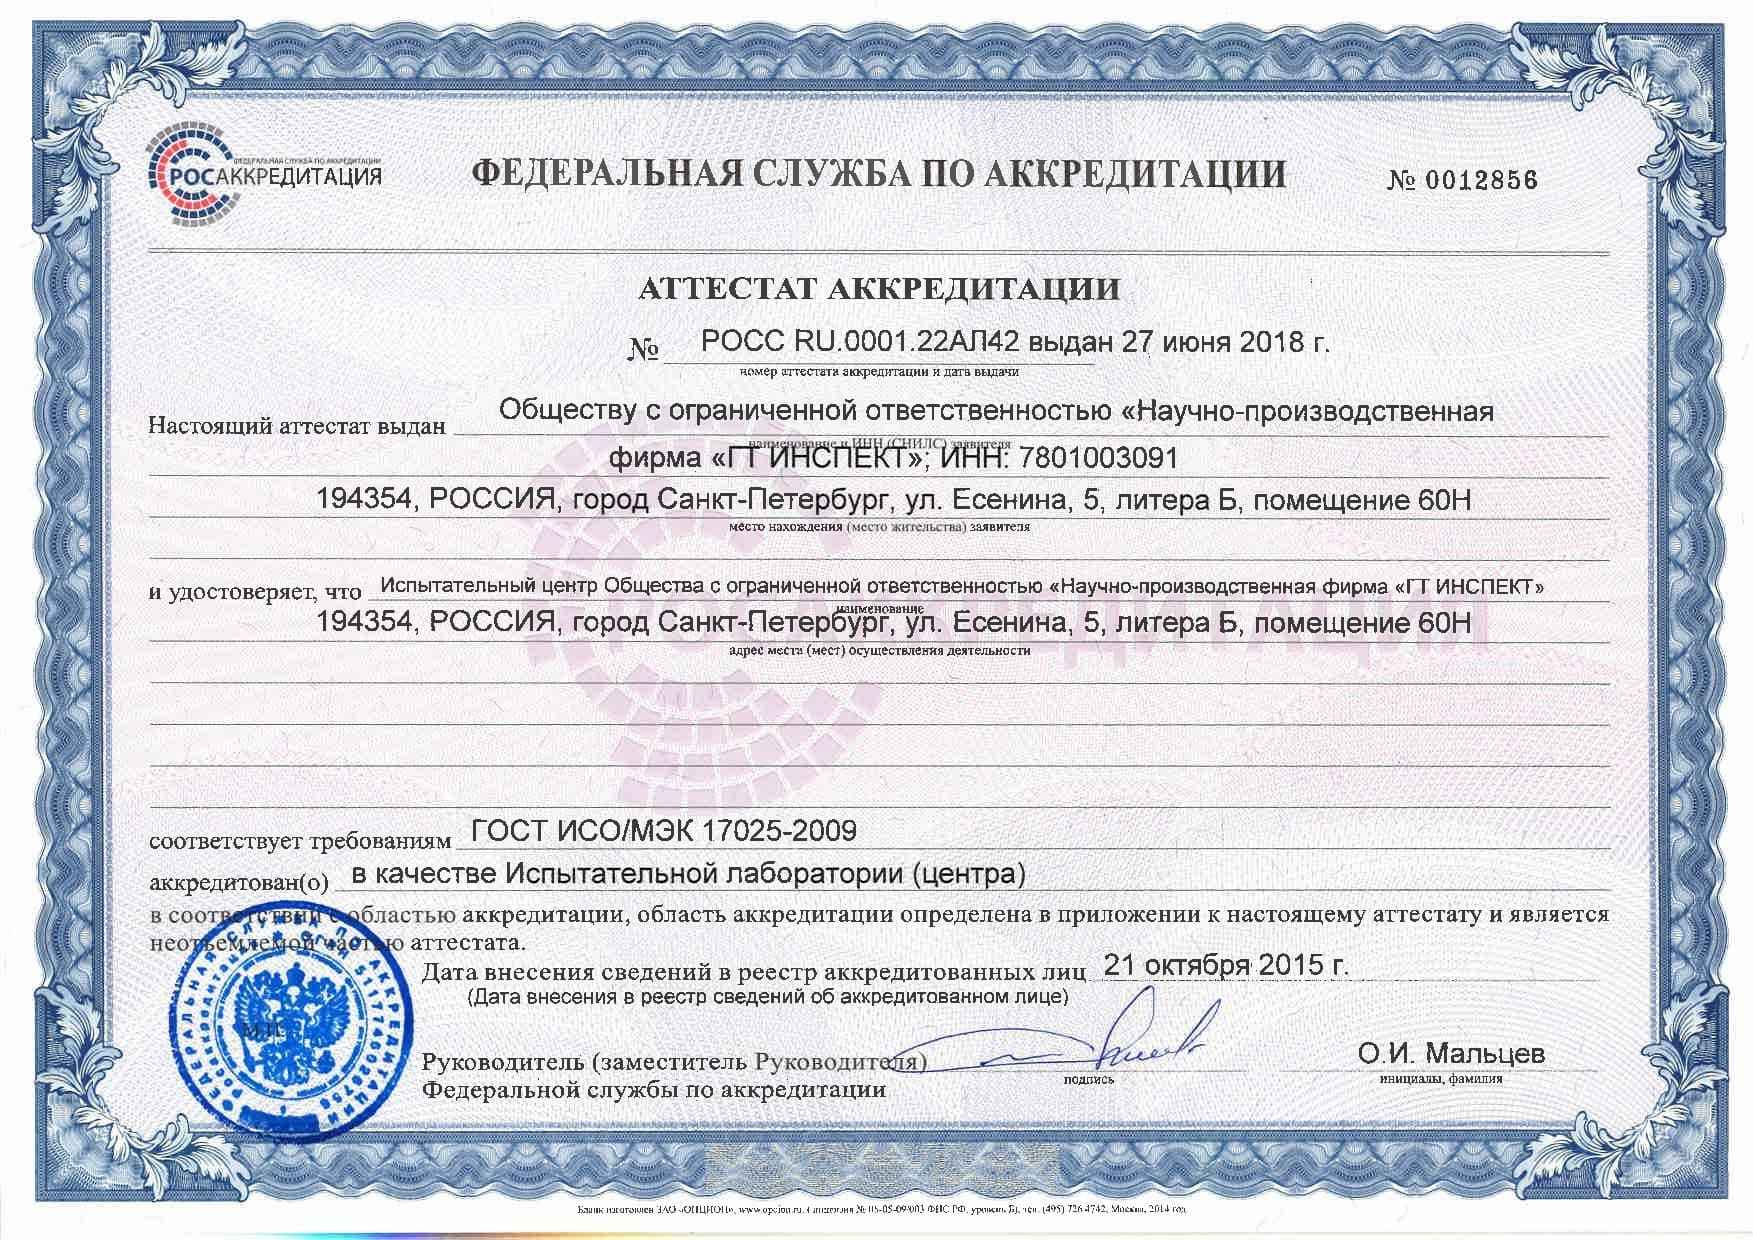 ФЕДЕРАЛЬНАЯ СЛУЖБА ПО АККРЕДИТАЦИИ
РОСАККРЕДИТАЦИЯ
ФЕДЕРАЛЬНАЯ СЛУЖБА ПО АККРЕДИТАЦИИ
№ 0012856
АТТЕСТАТ АККРЕДИТАЦИИ
№ РОСС RU.0001.22АЛ42 выдан 27 июня 2018 г.
номер аттестата аккредитации и дата выдачи
Настоящий аттестат выдан Обществу с ограниченной ответственностью «Научно-производственная
наименование и ИНН (СНИЛС) заявителя
фирма «ГТ ИНСПЕКТ»; ИНН: 7801003091
194354, РОССИЯ, город Санкт-Петербург, ул. Есенина, 5, литера Б, помещение 60Н
место нахождения (место жительства) заявителя
и удостоверяет, что Испытательный центр Общества с ограниченной ответственностью «Научно-производственная фирма «ГТ ИНСПЕКТ»
наименование
194354, РОССИЯ, город Санкт-Петербург, ул. Есенина, 5, литера Б, помещение 60Н
адрес места (мест) осуществления деятельности
РОСАККРЕДИТАЦИЯ
соответствует требованиям ГОСТ ИСО/МЭК 17025-2009
аккредитован(о) в качестве Испытательной лаборатории (центра)
в соответствии с областью аккредитации, область аккредитации определена в приложении к настоящему аттестату и является
неотъемлемой частью аттестата.
Дата внесения сведений в реестр аккредитованных лиц 21 октября 2015 г.
(Дата внесения в реестр сведений об аккредитованном лице)
М.П.
ФЕДЕРАЛЬНАЯ СЛУЖБА ПО АККРЕДИТАЦИИ
Руководитель (заместитель Руководителя)
Федеральной службы по аккредитации
подпись
О.И. Мальцев
инициалы, фамилия
Бланк изготовлен ЗАО «ОПЦИОН», www.opcion.ru, лицензия № 05-05-09/003 ФНС РФ, уровень Б, тел. (495) 726 4742, Москва, 2014 год